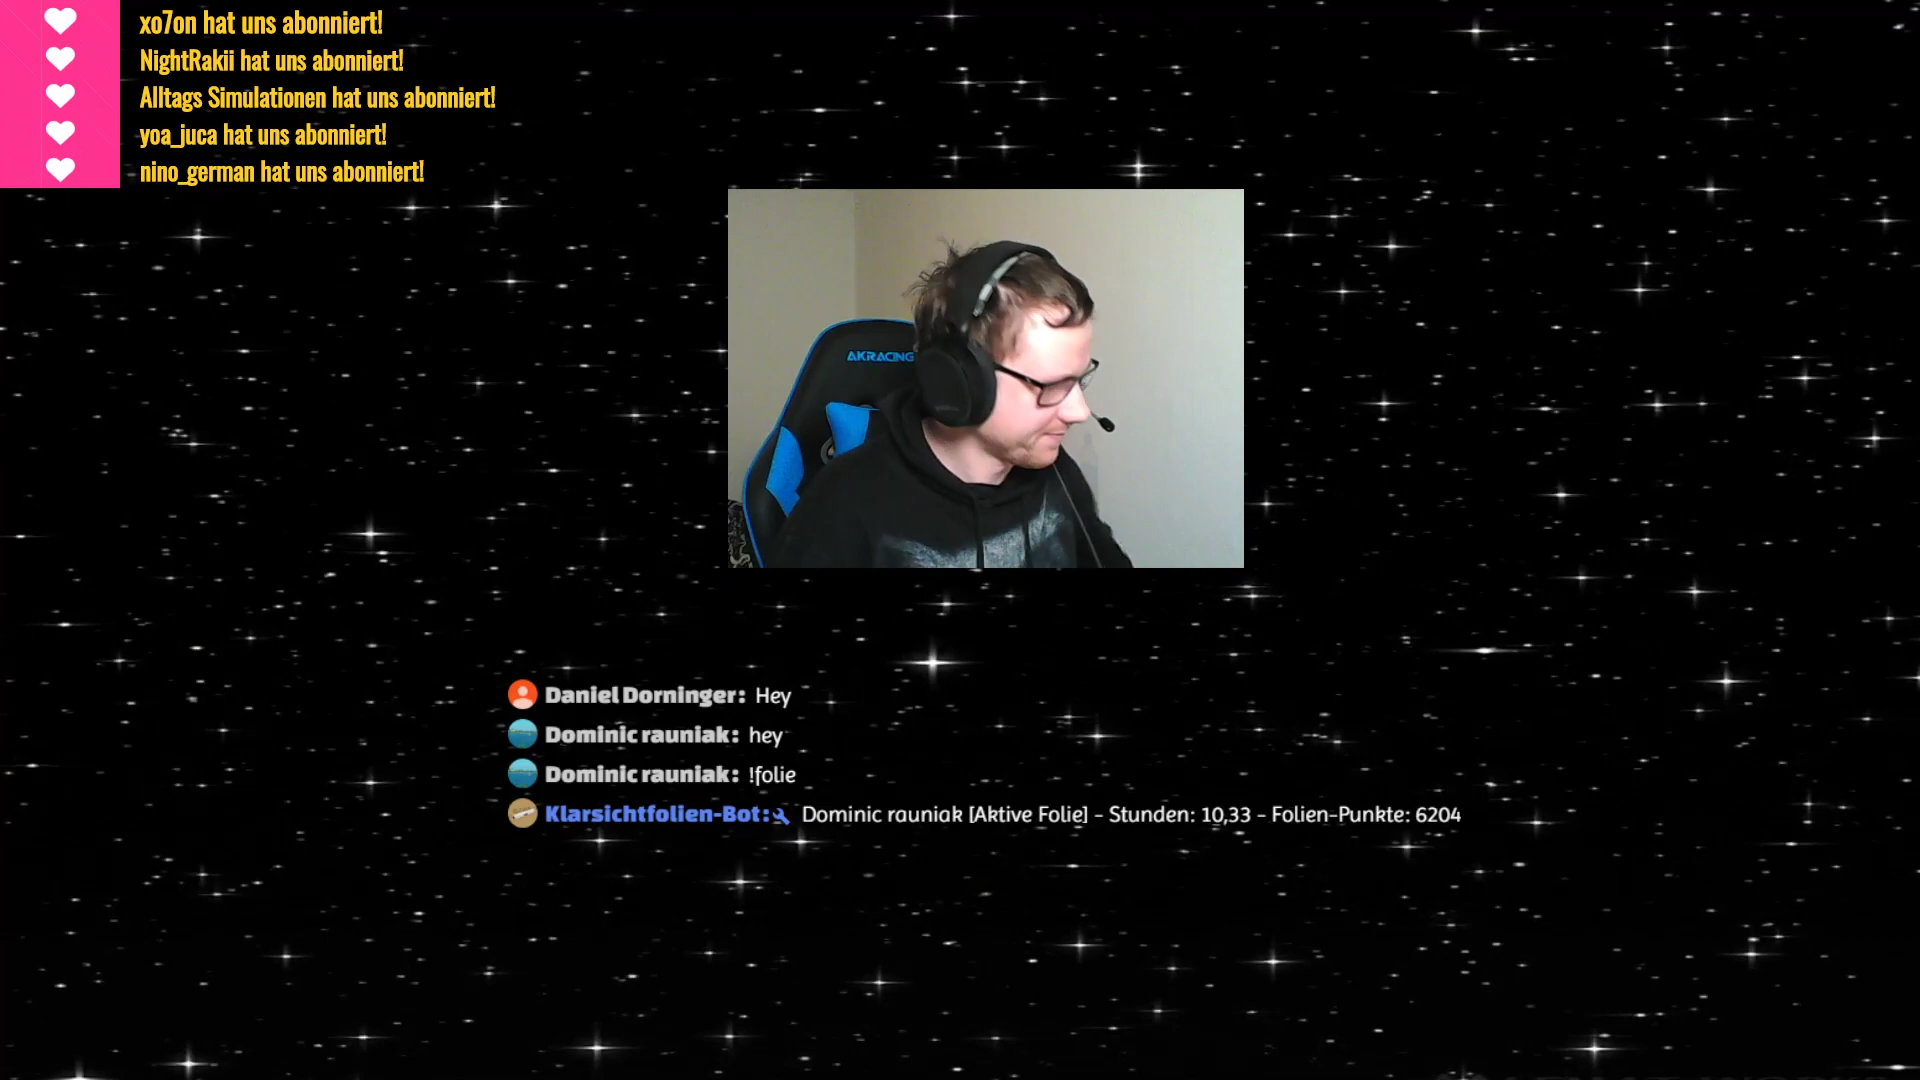 xo7on hat uns abonniert!
NightRakii hat uns abonniert!
Alltags Simulationen hat uns abonniert!
yoa_juca hat uns abonniert!
nino_german hat uns abonniert!
AKRACING
Daniel Dorninger: Hey
Dominic rauniak: hey
Dominic rauniak: !folie
Klarsichtfolien-Bot: Dominic rauniak [Aktive Folie] - Stunden: 10,33 - Folien-Punkte: 6204